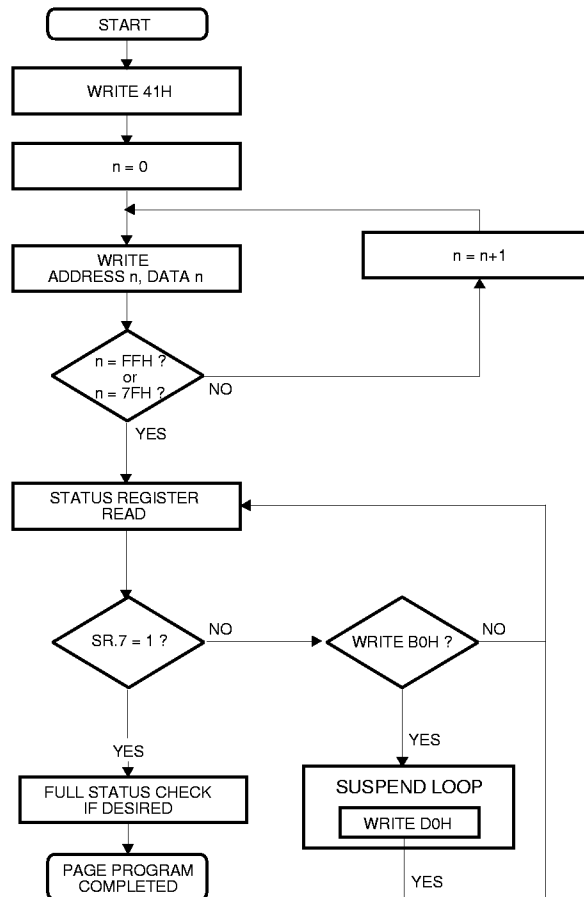 START
WRITE 41H
n = 0
WRITE
ADDRESS n, DATA n
n = n+1
n = FFH ?
or
n = 7FH ?
NO
YES
STATUS REGISTER
READ
SR.7 = 1 ?
NO
WRITE B0H ?
NO
YES
YES
FULL STATUS CHECK
IF DESIRED
SUSPEND LOOP
WRITE D0H
YES
PAGE PROGRAM
COMPLETED